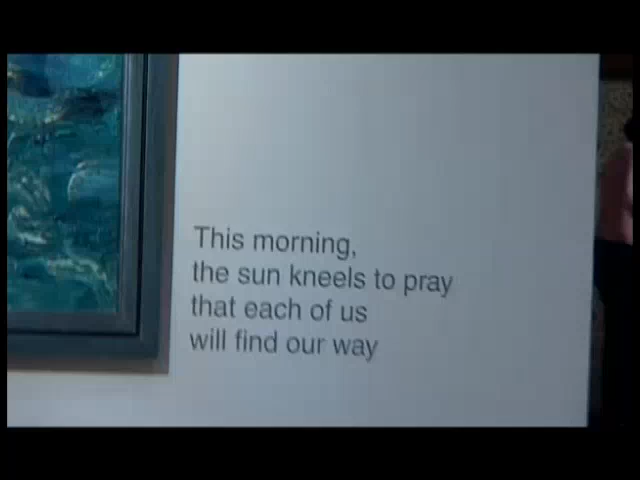 This morning,
the sun kneels to pray
that each of us
will find our way